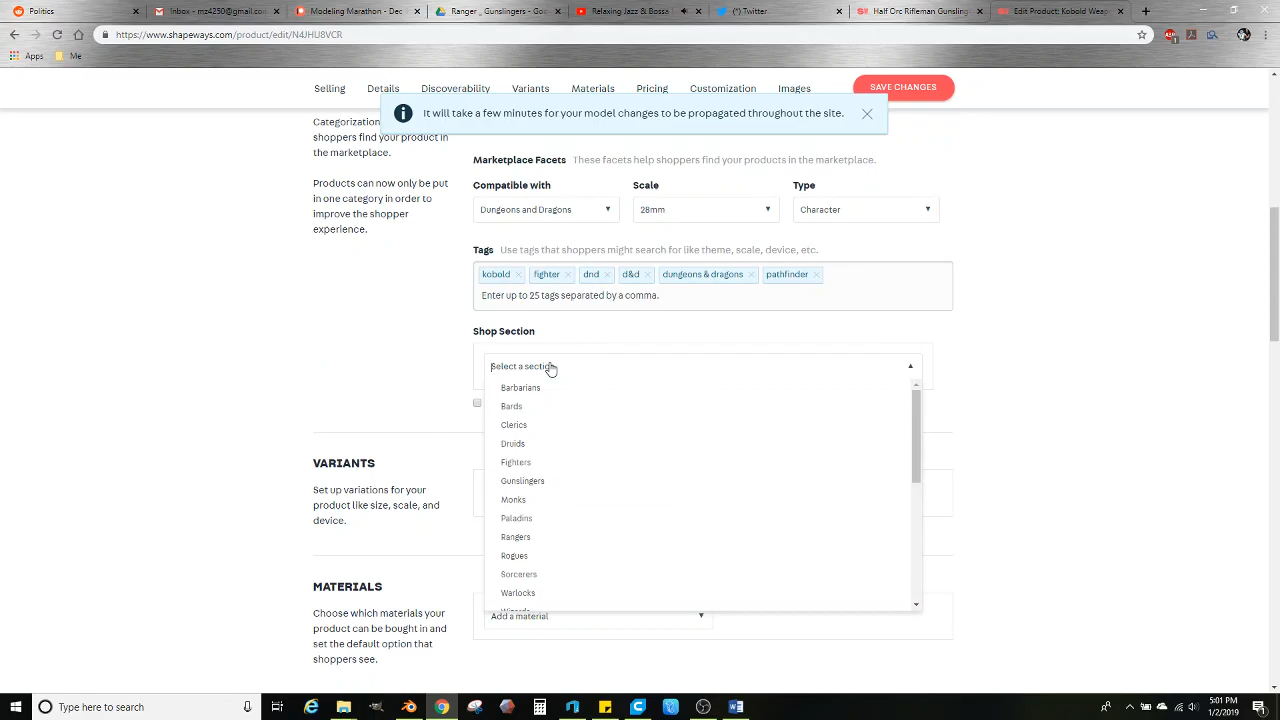 Politics
Inbox - mz4250@gmail.com
Modeling Marathon - Dec
Ranger _ Gunslingers - Go
Relaxing Jazz & Bossa
(*) Twitter
Half Orc Rifleman Gunsling
Edit Product: Kobold Weap
https://www.shapeways.com/product/edit/N4JHU8VCR
Apps
Me
Selling
Details
Discoverability
Variants
Materials
Pricing
Customization
Images
SAVE CHANGES
It will take a few minutes for your model changes to be propagated throughout the site.
Categorization
shoppers find your product in
the marketplace.
Products can now only be put
in one category in order to
improve the shopper
experience.
Marketplace Facets These facets help shoppers find your products in the marketplace.
Compatible with
Scale
Type
Dungeons and Dragons
28mm
Character
Tags Use tags that shoppers might search for like theme, scale, device, etc.
kobold
fighter
dnd
d&d
dungeons & dragons
pathfinder
Enter up to 25 tags separated by a comma.
Shop Section
Select a section
Barbarians
Bards
Clerics
Druids
Fighters
Gunslingers
Monks
Paladins
Rangers
Rogues
Sorcerers
Warlocks
Wizards
VARIANTS
Set up variations for your
product like size, scale, and
device.
MATERIALS
Choose which materials your
product can be bought in and
set the default option that
shoppers see.
Add a material
Type here to search
5:01 PM
1/2/2019